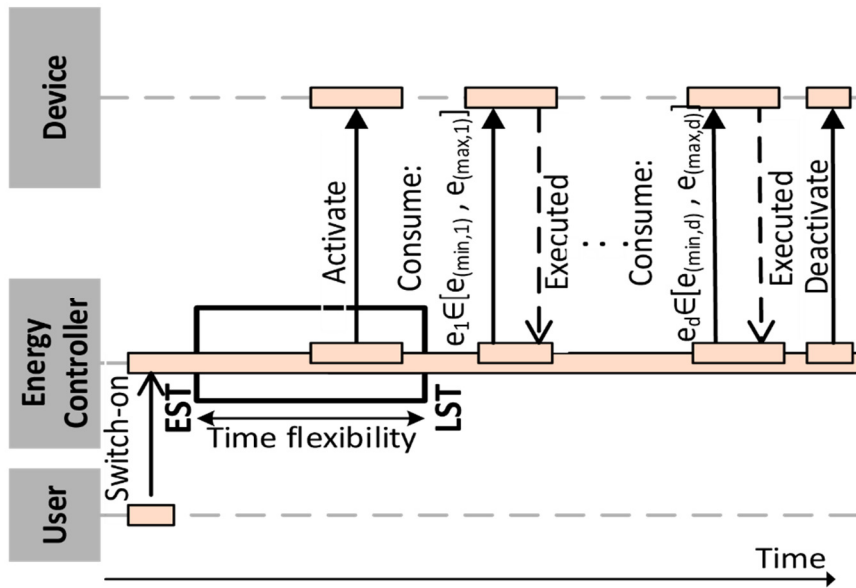 Device
Activate
Consume:
e₁∈[e(min,1) , e(max,1)]
Executed
. . . .
Consume:
e_d∈[e(min,d) , e(max,d)]
Executed
Deactivate
Energy
Controller
Switch-on
EST
LST
Time flexibility
User
Time